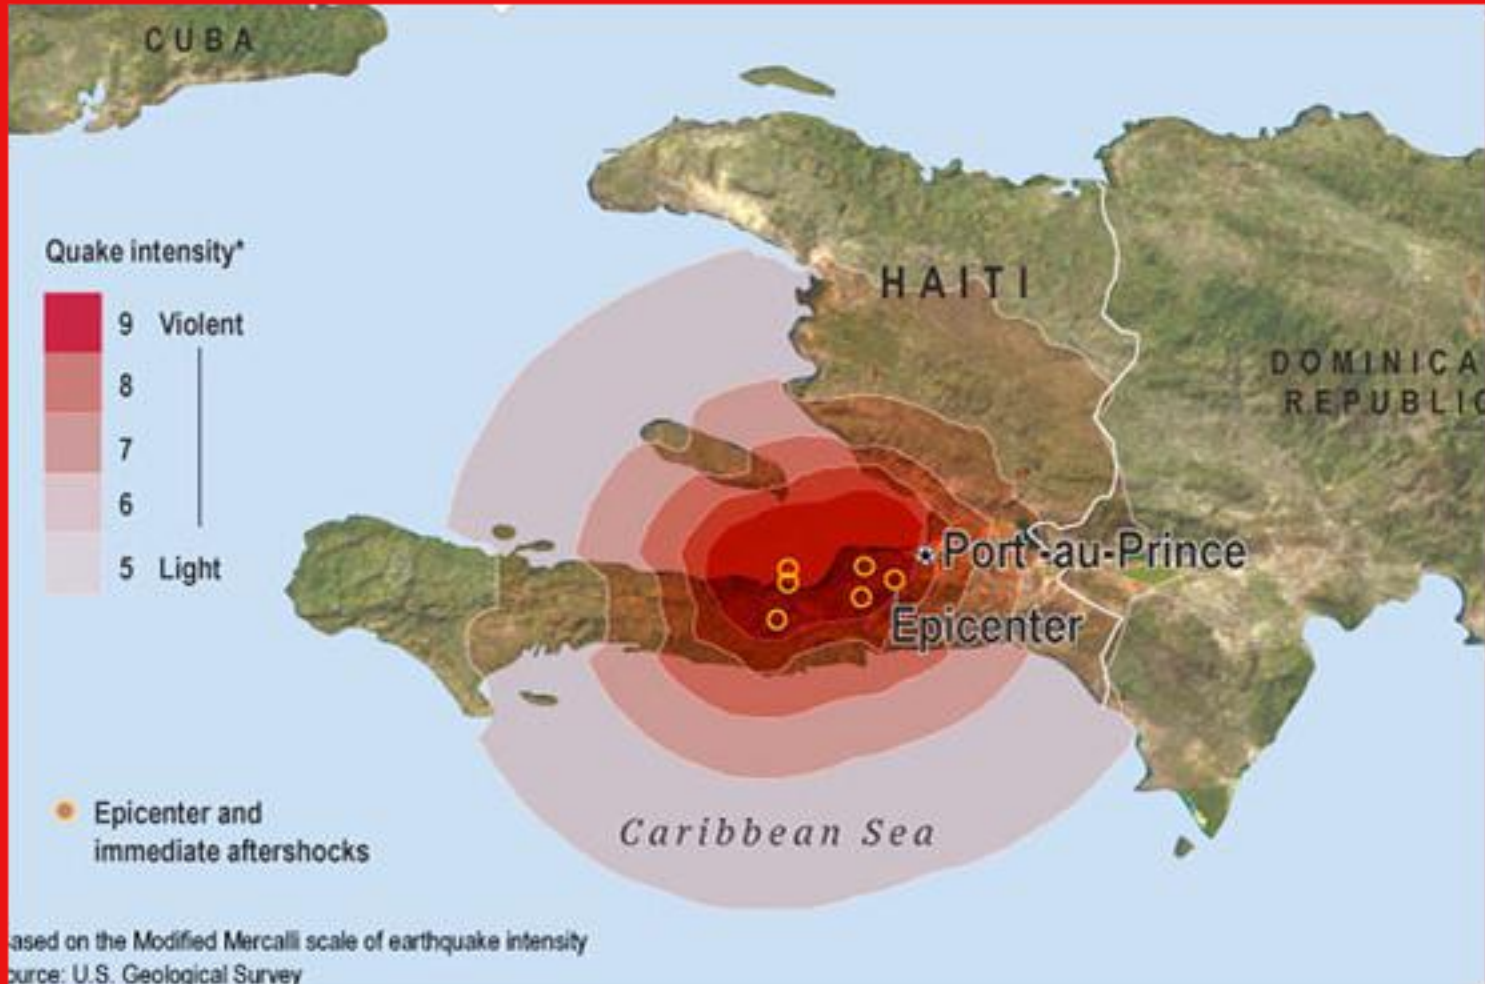 CUBA
HAITI
DOMINICA
REPUBLIC
Quake intensity*
9 Violent
8
7
6
5 Light
Port-au-Prince
Epicenter
Epicenter and
immediate aftershocks
Caribbean Sea
ased on the Modified Mercalli scale of earthquake intensity
ource: U.S. Geological Survey